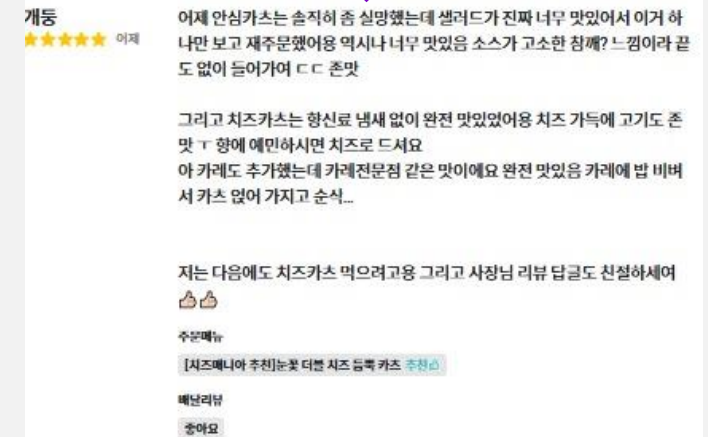 개둥
어제
어제 안심카츠는 솔직히 좀 실망했는데 샐러드가 진짜 너무 맛있어서 이거 하
나만 보고 재주문했어용 역시나 너무 맛있음 소스가 고소한 참깨? 느낌이라 끝
도 없이 들어가여 ㄷㄷ 존맛
그리고 치즈카츠는 향신료 냄새 없이 완전 맛있었어용 치즈 가득에 고기도 존
맛 ㅜ 향에 예민하시면 치즈로 드셔요
아 카레도 추가했는데 카레전문점 같은 맛이에요 완전 맛있음 카레에 밥 비벼
서 카츠 얹어 가지고 순삭...
저는 다음에도 치즈카츠 먹으려고용 그리고 사장님 리뷰 답글도 친절하세여
👍🏻👍🏻
주문메뉴
[치즈매니아 추천]눈꽃 더블 치즈 듬뿍 카츠 추천
배달리뷰
좋아요